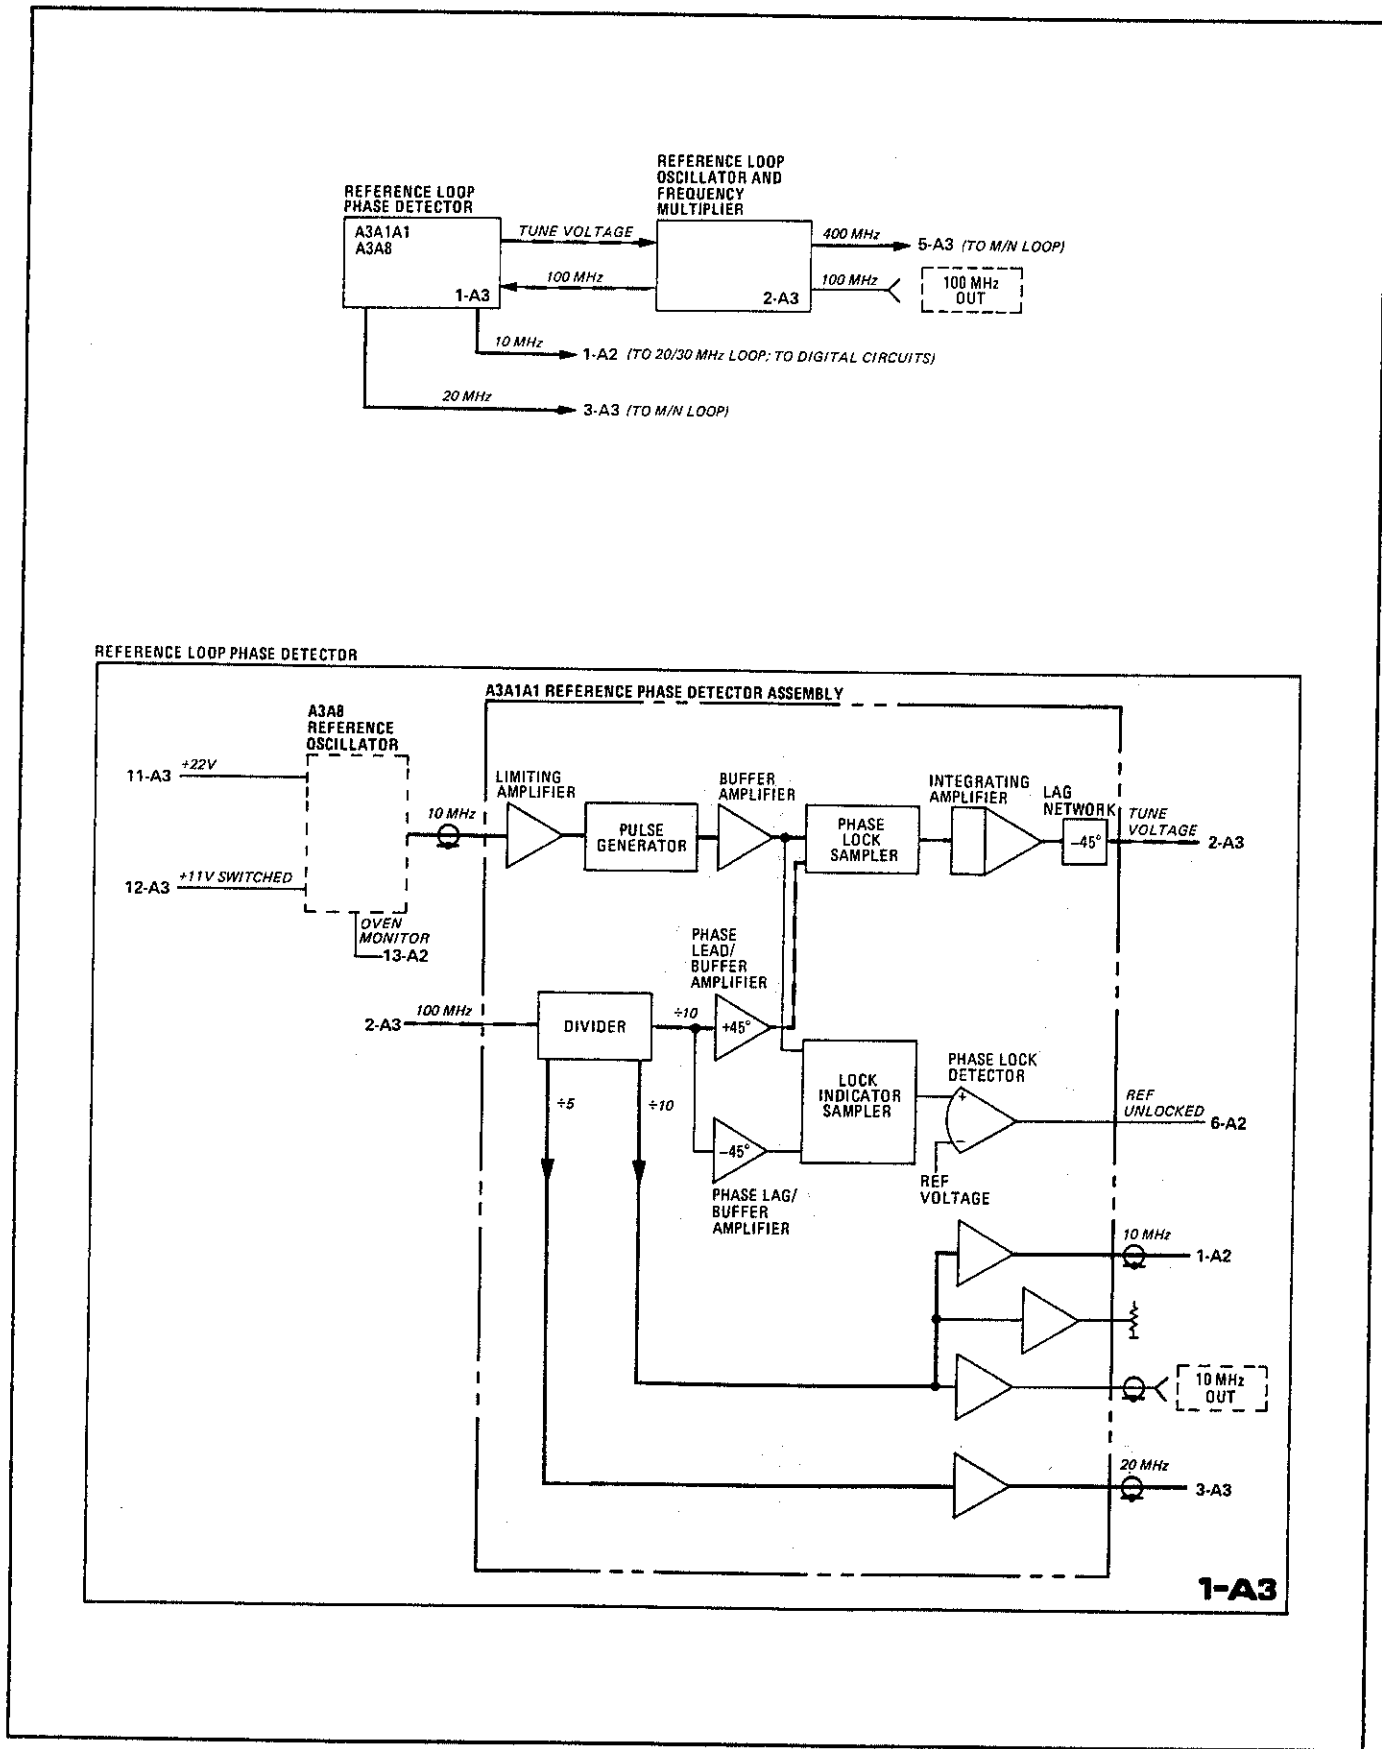 REFERENCE LOOP
OSCILLATOR AND
FREQUENCY
MULTIPLIER
REFERENCE LOOP
PHASE DETECTOR
A3A1A1
A3A8
1-A3
TUNE VOLTAGE
100 MHz
2-A3
400 MHz
5-A3 (TO M/N LOOP)
100 MHz
100 MHz
OUT
10 MHz
1-A2 (TO 20/30 MHz LOOP; TO DIGITAL CIRCUITS)
20 MHz
3-A3 (TO M/N LOOP)
REFERENCE LOOP PHASE DETECTOR
A3A1A1 REFERENCE PHASE DETECTOR ASSEMBLY
A3A8
REFERENCE
OSCILLATOR
11-A3 +22V
12-A3 +11V SWITCHED
OVEN
MONITOR
13-A2
10 MHz
LIMITING
AMPLIFIER
PULSE
GENERATOR
BUFFER
AMPLIFIER
PHASE
LOCK
SAMPLER
INTEGRATING
AMPLIFIER
LAG
NETWORK
-45°
TUNE
VOLTAGE
2-A3
PHASE
LEAD/
BUFFER
AMPLIFIER
2-A3 100 MHz
DIVIDER
÷10
+45°
÷5
÷10
-45°
PHASE LAG/
BUFFER
AMPLIFIER
LOCK
INDICATOR
SAMPLER
PHASE LOCK
DETECTOR
+
−
REF
VOLTAGE
REF
UNLOCKED
6-A2
10 MHz
1-A2
10 MHz
OUT
20 MHz
3-A3
1-A3